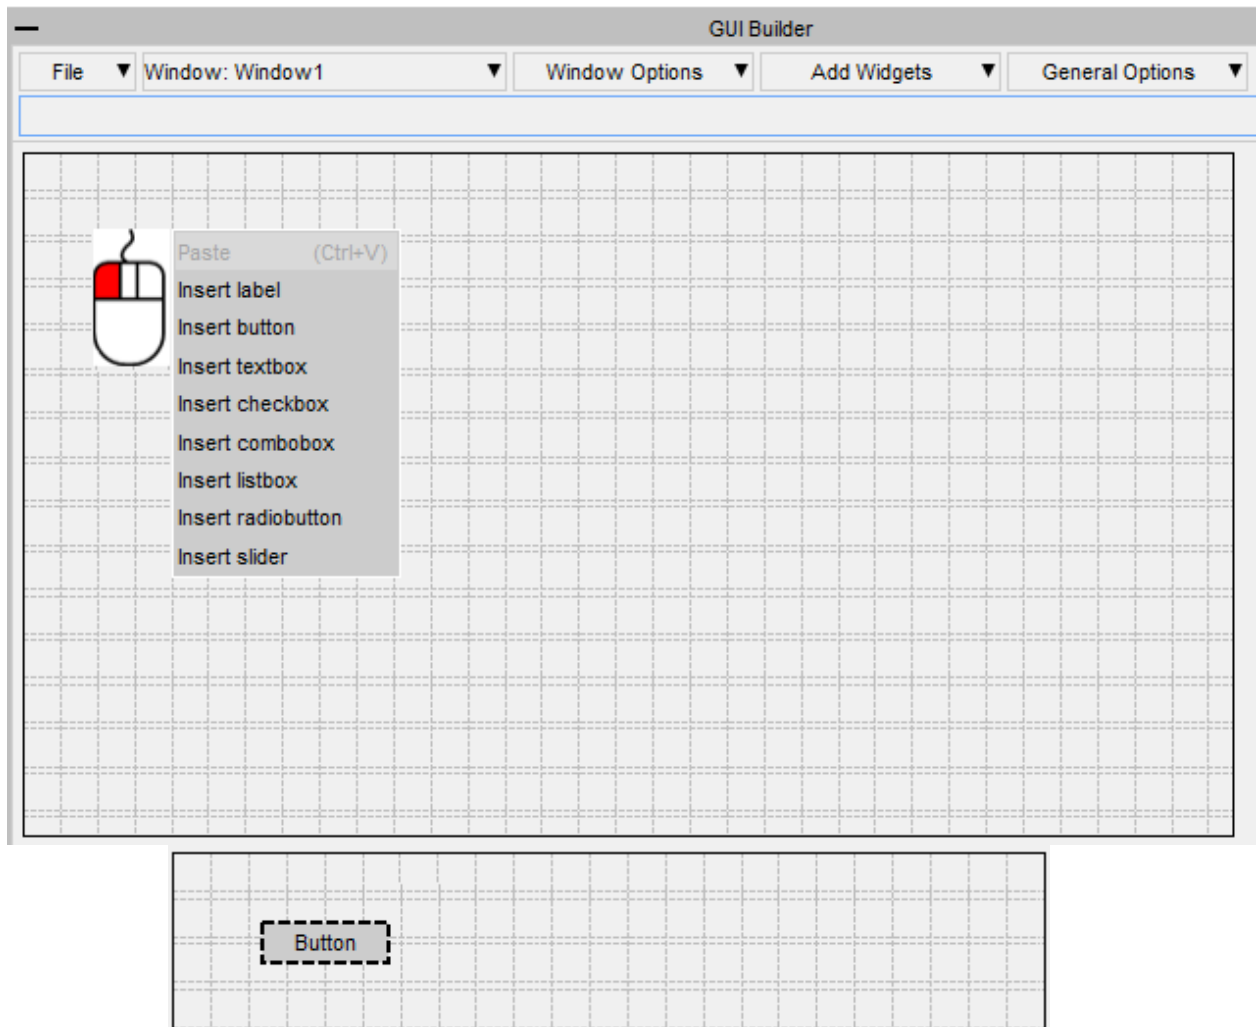 GUI Builder
File ▼ Window: Window1 ▼ Window Options ▼ Add Widgets ▼ General Options ▼
Paste (Ctrl+V)
Insert label
Insert button
Insert textbox
Insert checkbox
Insert combobox
Insert listbox
Insert radiobutton
Insert slider
Button